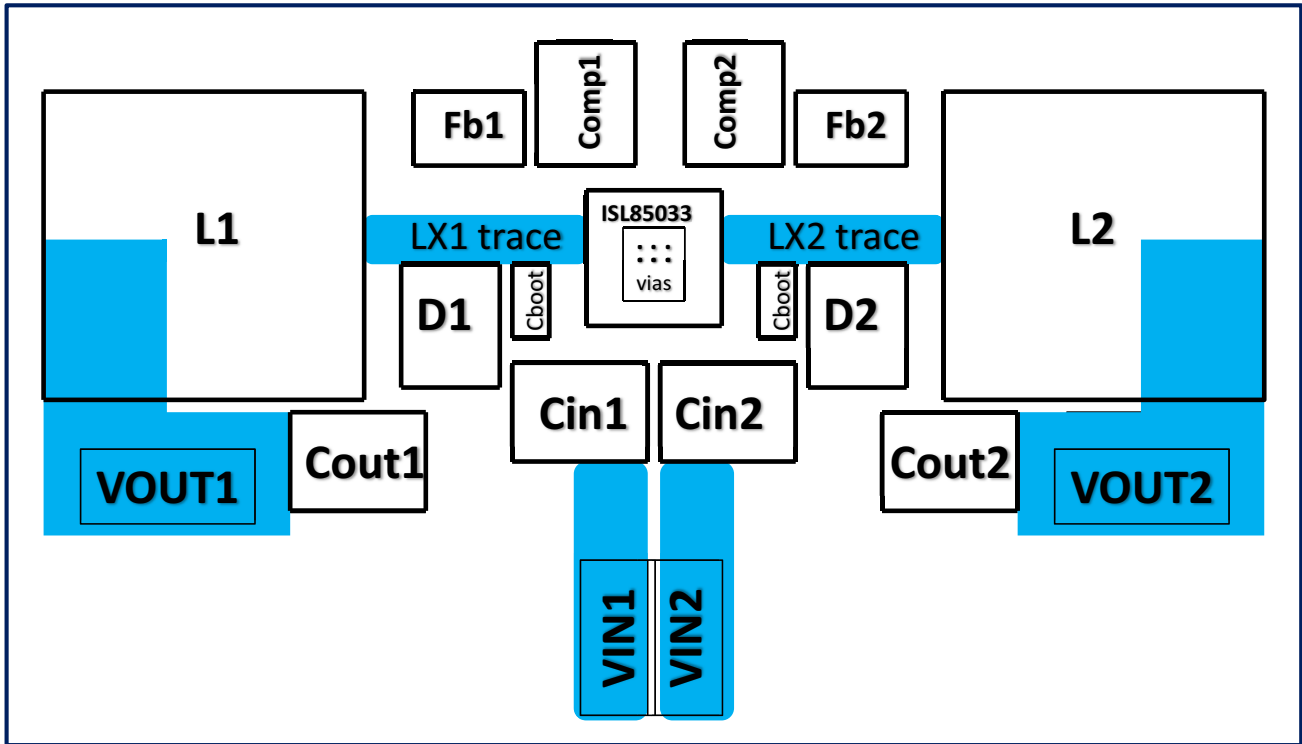 Comp1
Comp2
Fb1
Fb2
L1
LX1 trace
ISL85033
vias
LX2 trace
L2
D1
Cboot
Cboot
D2
Cin1
Cin2
VOUT1
Cout1
Cout2
VOUT2
VIN1
VIN2